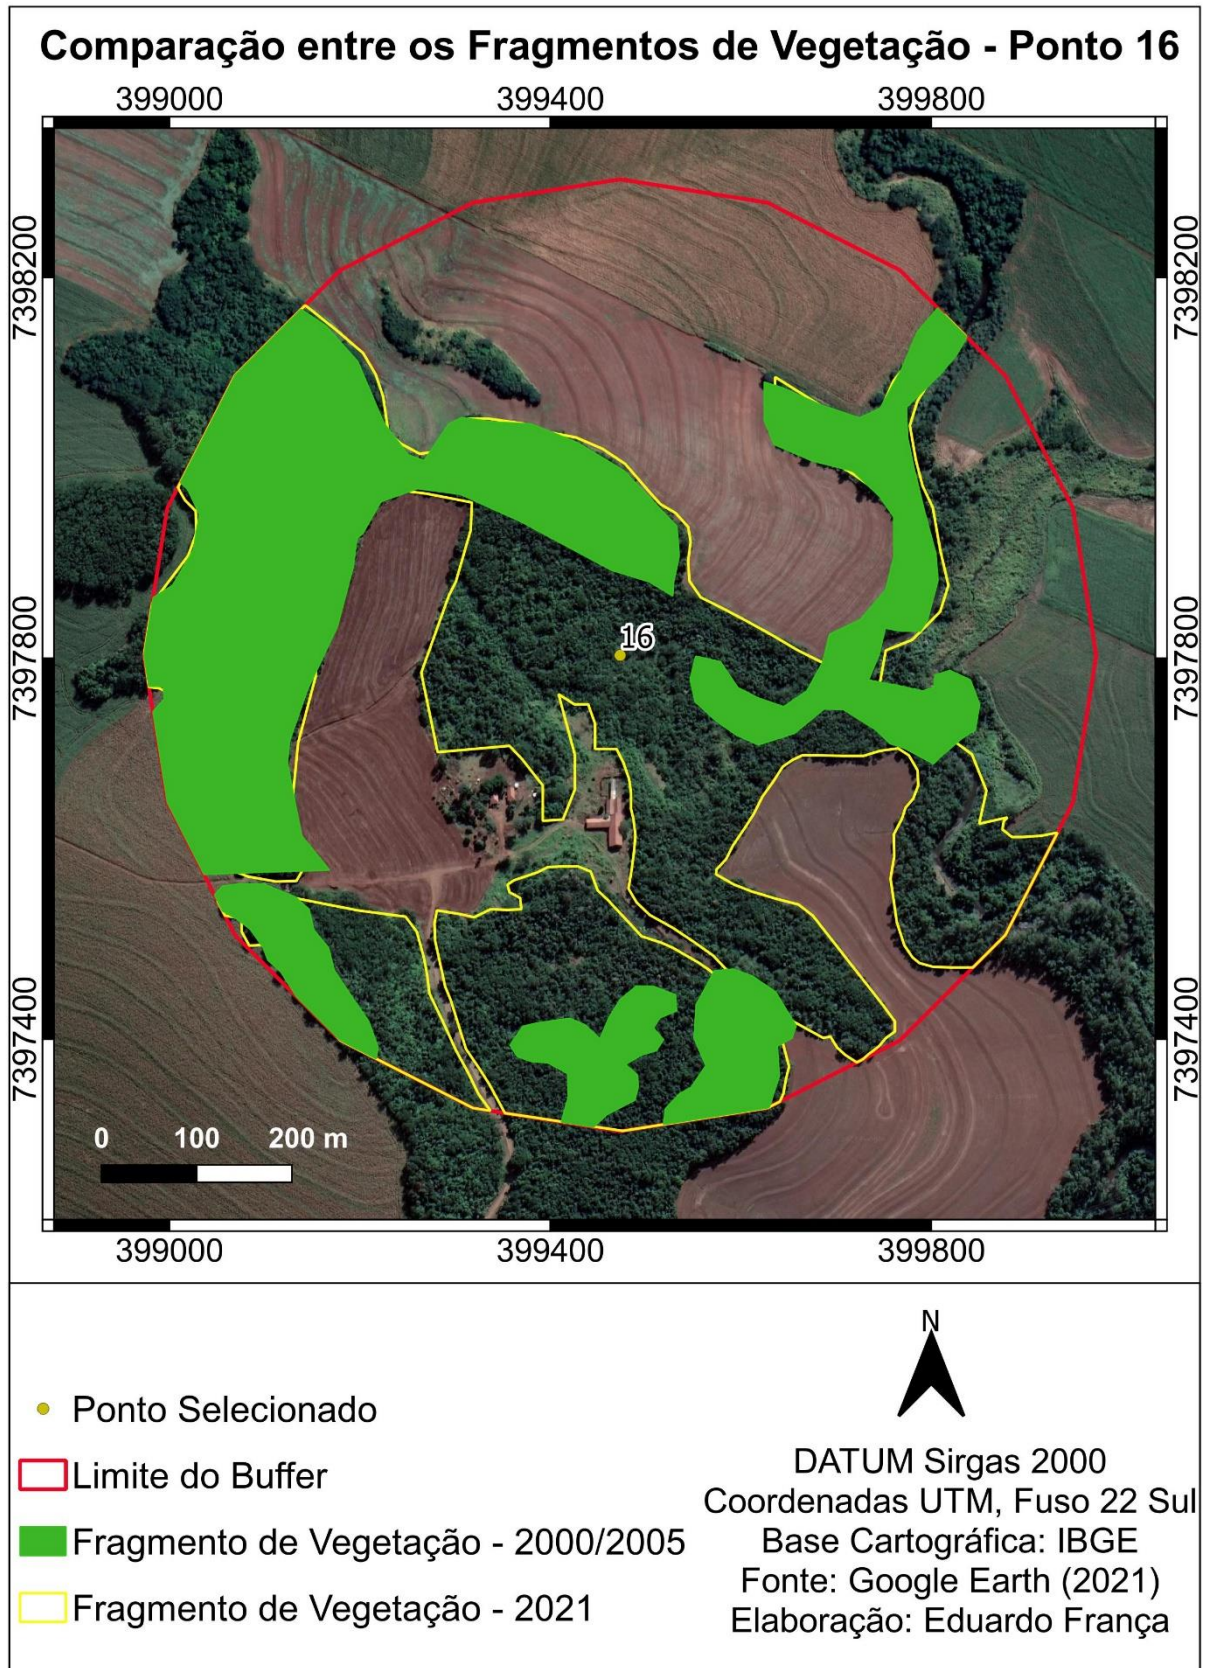 Comparação entre os Fragmentos de Vegetação - Ponto 16
399000 399400 399800
7398200 7398200
7397800 7397800
16
7397400 7397400
0 100 200 m
399000 399400 399800
Ponto Selecionado
Limite do Buffer
Fragmento de Vegetação - 2000/2005
Fragmento de Vegetação - 2021
N
DATUM Sirgas 2000
Coordenadas UTM, Fuso 22 Sul
Base Cartográfica: IBGE
Fonte: Google Earth (2021)
Elaboração: Eduardo França